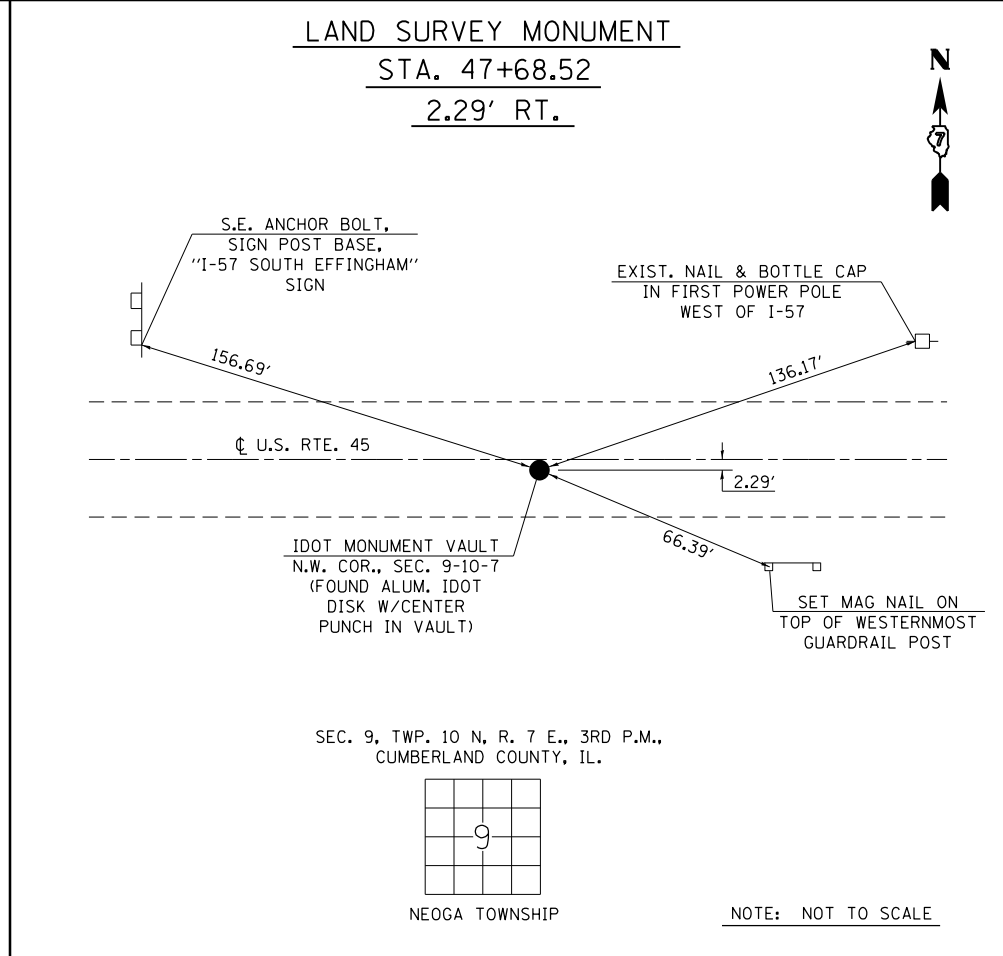 LAND SURVEY MONUMENT
STA. 47+68.52
2.29' RT.
N
7
S.E. ANCHOR BOLT,
SIGN POST BASE,
''I-57 SOUTH EFFINGHAM''
SIGN
EXIST. NAIL & BOTTLE CAP
IN FIRST POWER POLE
WEST OF I-57
156.69'
136.17'
℄ U.S. RTE. 45
2.29'
66.39'
IDOT MONUMENT VAULT
N.W. COR., SEC. 9-10-7
(FOUND ALUM. IDOT
DISK W/CENTER
PUNCH IN VAULT)
SET MAG NAIL ON
TOP OF WESTERNMOST
GUARDRAIL POST
SEC. 9, TWP. 10 N, R. 7 E., 3RD P.M.,
CUMBERLAND COUNTY, IL.
9
NEOGA TOWNSHIP
NOTE: NOT TO SCALE